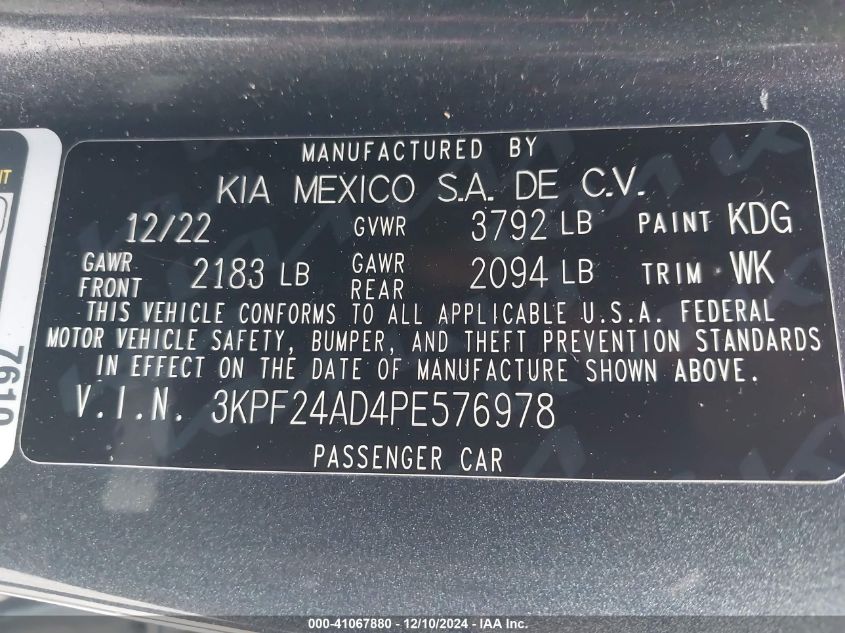 MANUFACTURED BY
KIA MEXICO S.A. DE C.V.
12/22 GVWR 3792 LB PAINT KDG
GAWR FRONT 2183 LB GAWR REAR 2094 LB TRIM WK
THIS VEHICLE CONFORMS TO ALL APPLICABLE U.S.A. FEDERAL
MOTOR VEHICLE SAFETY, BUMPER, AND THEFT PREVENTION STANDARDS
IN EFFECT ON THE DATE OF MANUFACTURE SHOWN ABOVE.
V.I.N. 3KPF24AD4PE576978
PASSENGER CAR
7610
000-41067880 - 12/10/2024 - IAA Inc.